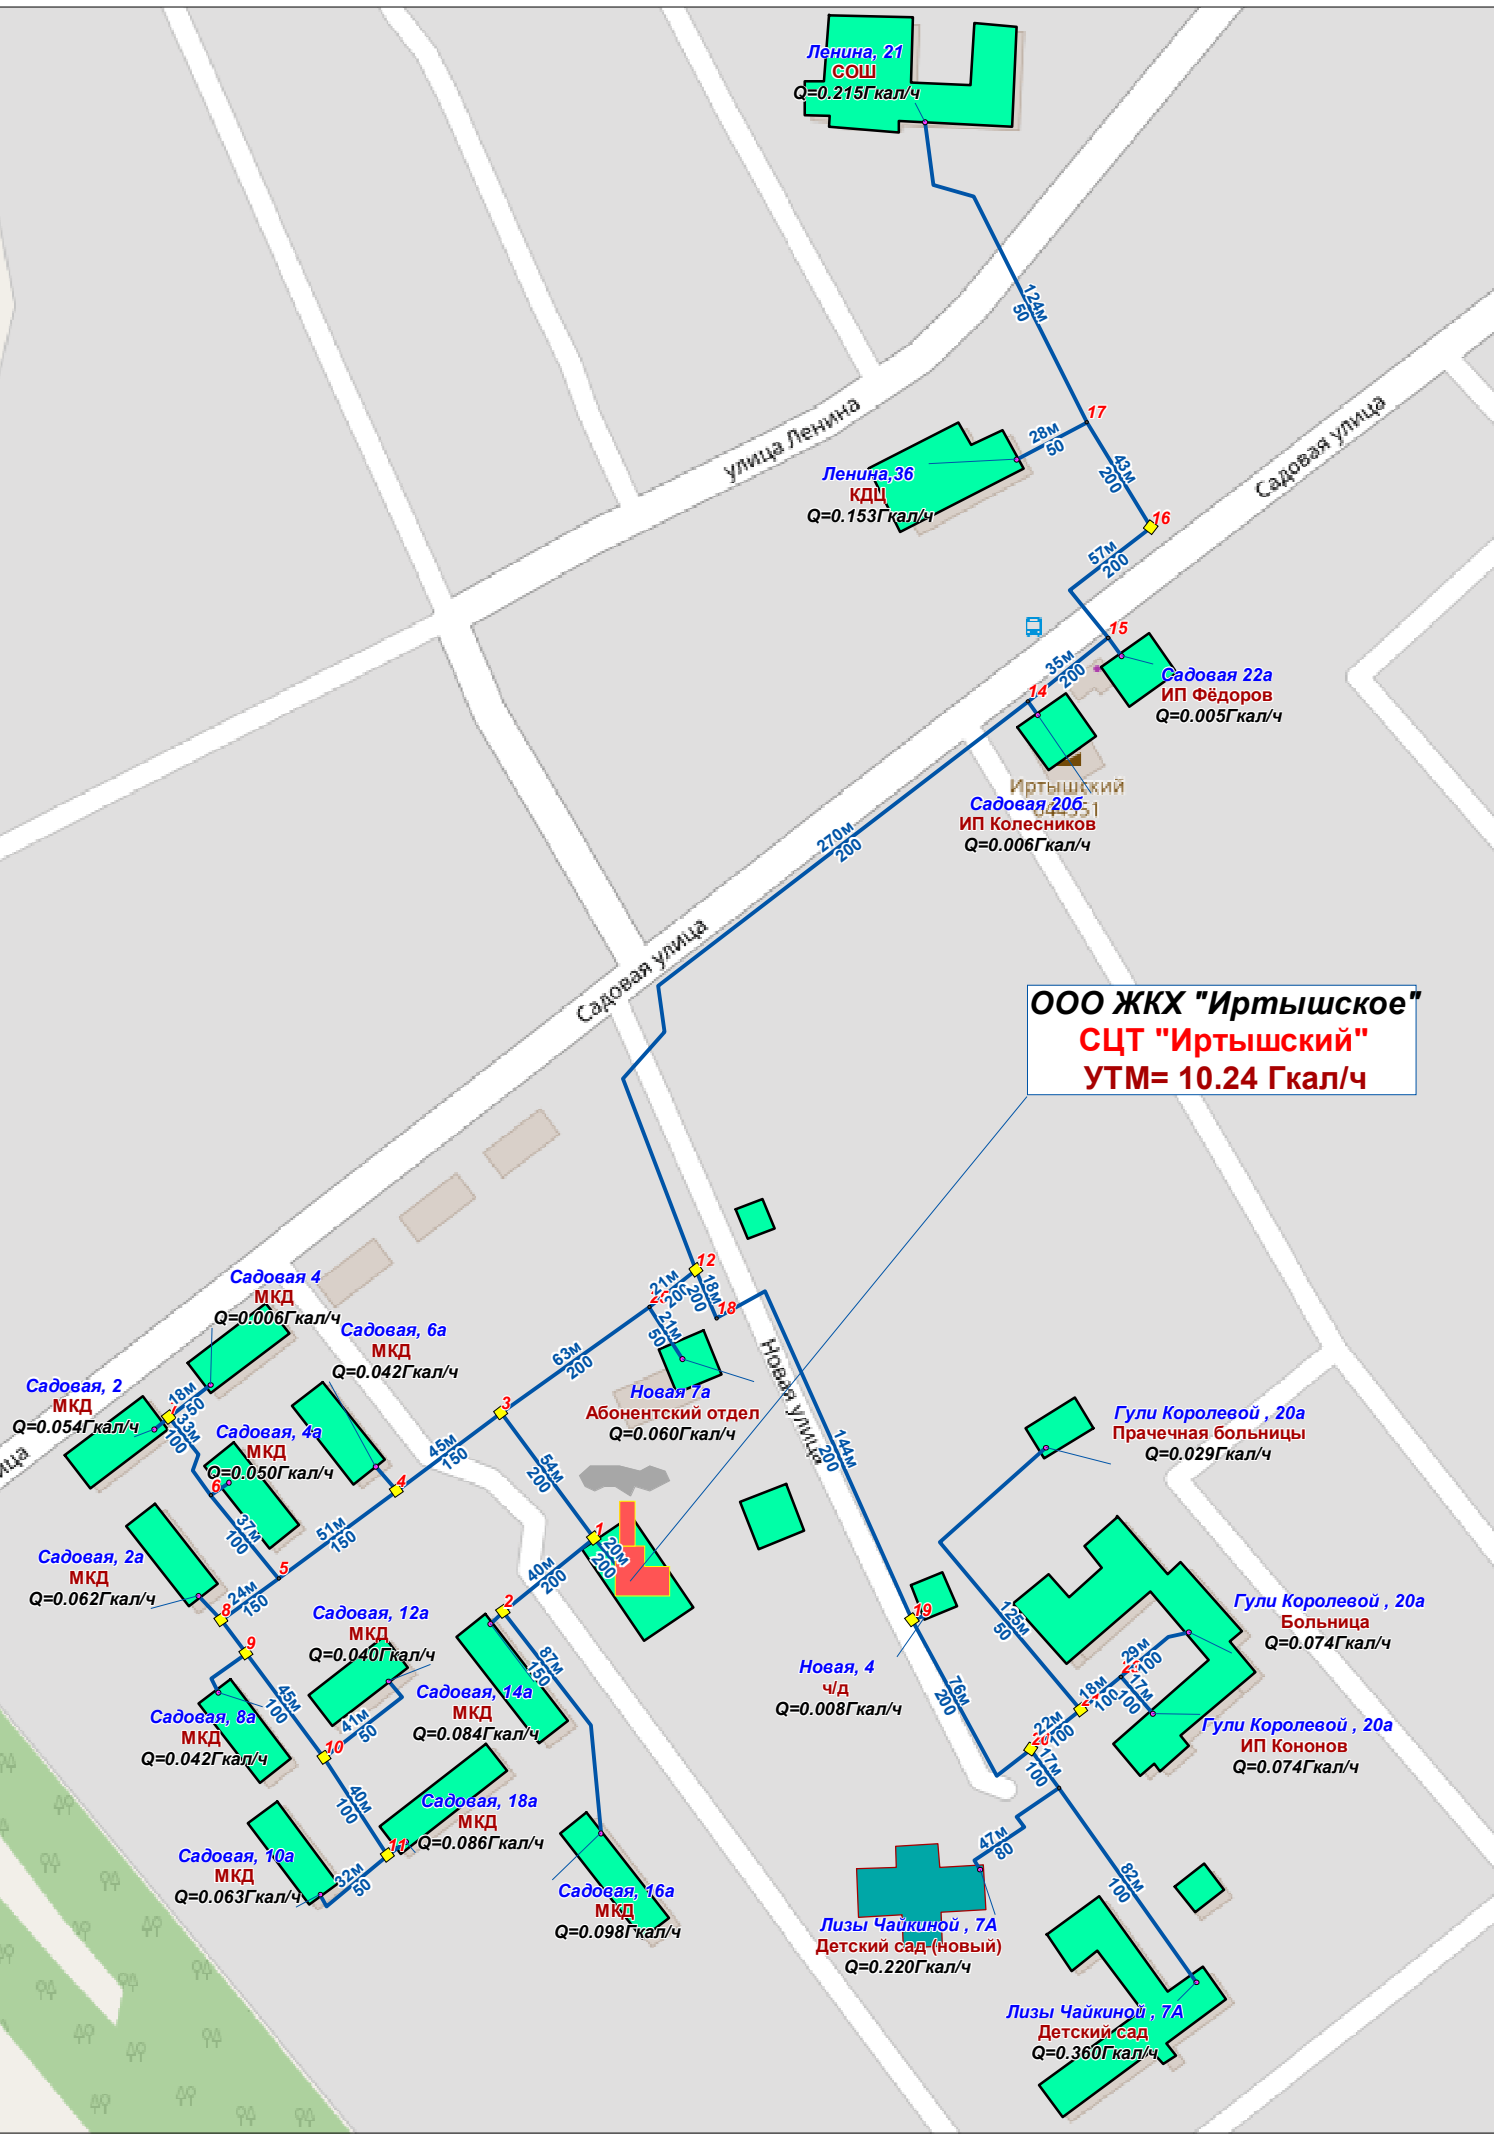 Ленина, 21
СОШ
Q=0.215Гкал/ч
124м
50
17
улица Ленина
28м
50
Садовая улица
43м
200
Ленина,36
КДЦ
Q=0.153Гкал/ч
16
57м
200
15
35м
200
14
Садовая 22а
ИП Фёдоров
Q=0.005Гкал/ч
Иртышский
Садовая 20б
ИП Колесников
Q=0.006Гкал/ч
270м
200
Садовая улица
ООО ЖКХ "Иртышское"
СЦТ "Иртышский"
УТМ= 10.24 Гкал/ч
12
21м
200
18м
200
18
21м
50
Садовая 4
МКД
Q=0.006Гкал/ч
Садовая, 6а
МКД
Q=0.042Гкал/ч
63м
200
Новая улица
Садовая, 2
МКД
Q=0.054Гкал/ч
18м
50
33м
100
Новая 7а
Абонентский отдел
Q=0.060Гкал/ч
3
Садовая, 4а
МКД
Q=0.050Гкал/ч
45м
150
54м
200
144м
200
Гули Королевой , 20а
Прачечная больницы
Q=0.029Гкал/ч
6
4
37м
100
51м
150
1
20м
200
40м
200
Садовая, 2а
МКД
Q=0.062Гкал/ч
5
24м
150
8
2
19
125м
50
Гули Королевой , 20а
Больница
Q=0.074Гкал/ч
Садовая, 12а
МКД
Q=0.040Гкал/ч
9
87м
150
Новая, 4
ч/д
Q=0.008Гкал/ч
76м
200
29м
100
18м
100
17м
100
45м
100
Садовая, 14а
МКД
Q=0.084Гкал/ч
Садовая, 8а
МКД
Q=0.042Гкал/ч
41м
50
10
22м
100
17м
100
Гули Королевой , 20а
ИП Кононов
Q=0.074Гкал/ч
40м
100
Садовая, 18а
МКД
Q=0.086Гкал/ч
11
47м
80
82м
100
Садовая, 10а
МКД
Q=0.063Гкал/ч
32м
50
Садовая, 16а
МКД
Q=0.098Гкал/ч
Лизы Чайкиной , 7А
Детский сад (новый)
Q=0.220Гкал/ч
Лизы Чайкиной , 7А
Детский сад
Q=0.360Гкал/ч